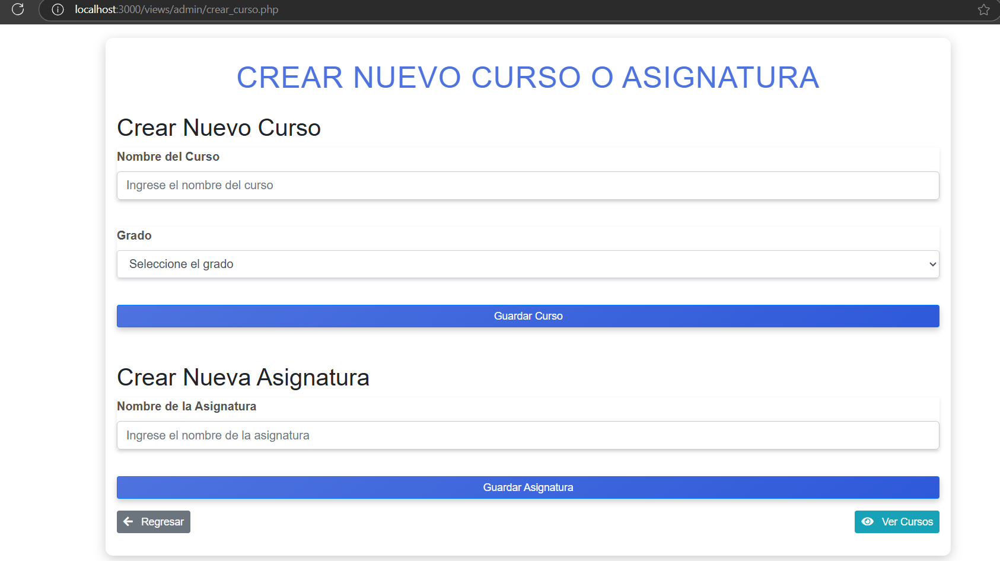 localhost:3000/views/admin/crear_curso.php
CREAR NUEVO CURSO O ASIGNATURA
Crear Nuevo Curso
Nombre del Curso
Ingrese el nombre del curso
Grado
Seleccione el grado
Guardar Curso
Crear Nueva Asignatura
Nombre de la Asignatura
Ingrese el nombre de la asignatura
Guardar Asignatura
Regresar
Ver Cursos